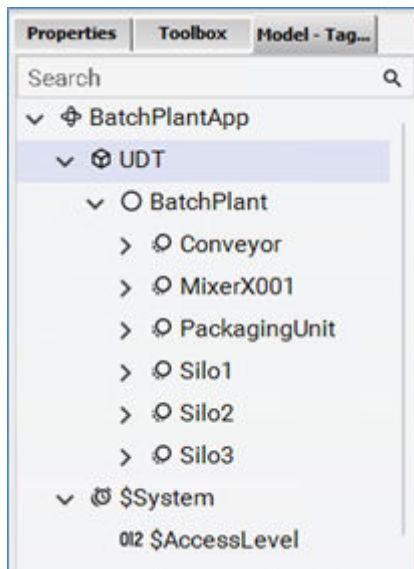 Properties Toolbox Model - Tag...
Search
BatchPlantApp
UDT
BatchPlant
Conveyor
MixerX001
PackagingUnit
Silo1
Silo2
Silo3
$System
012 $AccessLevel